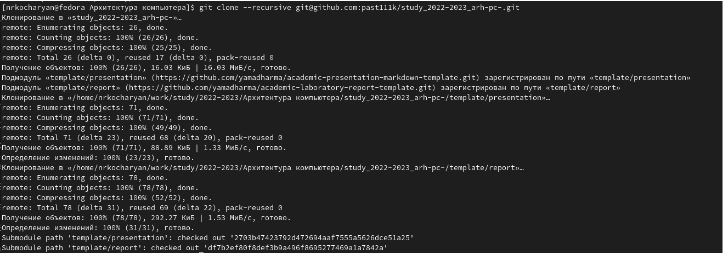 [nrkocharyan@fedora Архитектура компьютера]$ git clone --recursive git@github.com:past111k/study_2022-2023_arh-pc-.git
Клонирование в «study_2022-2023_arh-pc-»…
remote: Enumerating objects: 26, done.
remote: Counting objects: 100% (26/26), done.
remote: Compressing objects: 100% (25/25), done.
remote: Total 26 (delta 0), reused 17 (delta 0), pack-reused 0
Получение объектов: 100% (26/26), 16.03 КиБ | 16.03 МиБ/с, готово.
Подмодуль «template/presentation» (https://github.com/yamadharma/academic-presentation-markdown-template.git) зарегистрирован по пути «template/presentation»
Подмодуль «template/report» (https://github.com/yamadharma/academic-laboratory-report-template.git) зарегистрирован по пути «template/report»
Клонирование в «/home/nrkocharyan/work/study/2022-2023/Архитектура компьютера/study_2022-2023_arh-pc-/template/presentation»…
remote: Enumerating objects: 71, done.
remote: Counting objects: 100% (71/71), done.
remote: Compressing objects: 100% (49/49), done.
remote: Total 71 (delta 23), reused 68 (delta 20), pack-reused 0
Получение объектов: 100% (71/71), 88.89 КиБ | 1.33 МиБ/с, готово.
Определение изменений: 100% (23/23), готово.
Клонирование в «/home/nrkocharyan/work/study/2022-2023/Архитектура компьютера/study_2022-2023_arh-pc-/template/report»…
remote: Enumerating objects: 78, done.
remote: Counting objects: 100% (78/78), done.
remote: Compressing objects: 100% (52/52), done.
remote: Total 78 (delta 31), reused 69 (delta 22), pack-reused 0
Получение объектов: 100% (78/78), 292.27 КиБ | 1.53 МиБ/с, готово.
Определение изменений: 100% (31/31), готово.
Submodule path 'template/presentation': checked out '2703b47423792d472694aaf7555a5626dce51a25'
Submodule path 'template/report': checked out 'df7b2ef80f8def3b9a496f8695277469a1a7842a'